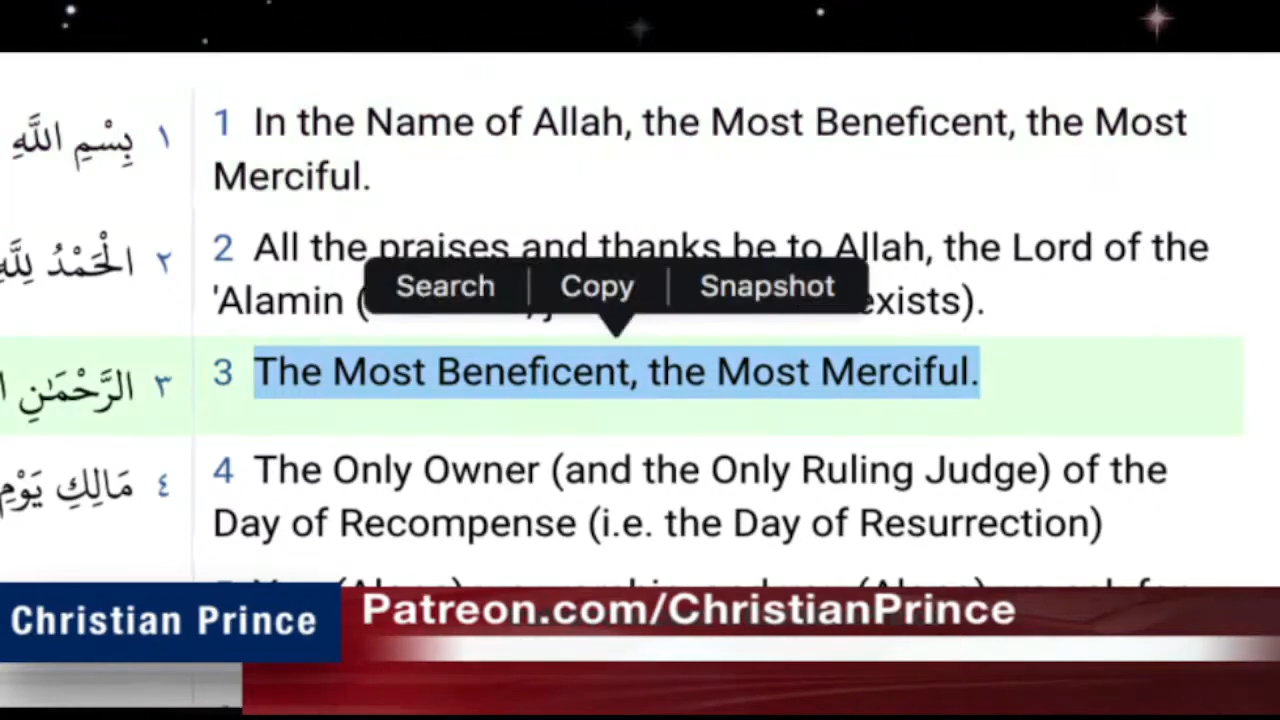 بِسْمِ اللَّهِ ١
1 In the Name of Allah, the Most Beneficent, the Most
Merciful.
الْحَمْدُ لِلَّهِ ٢
2 All the praises and thanks be to Allah, the Lord of the
'Alamin ( exists).
Search Copy Snapshot
الرَّحْمَٰنِ ٣
3 The Most Beneficent, the Most Merciful.
مَالِكِ يَوْمِ ٤
4 The Only Owner (and the Only Ruling Judge) of the
Day of Recompense (i.e. the Day of Resurrection)
Christian Prince
Patreon.com/ChristianPrince